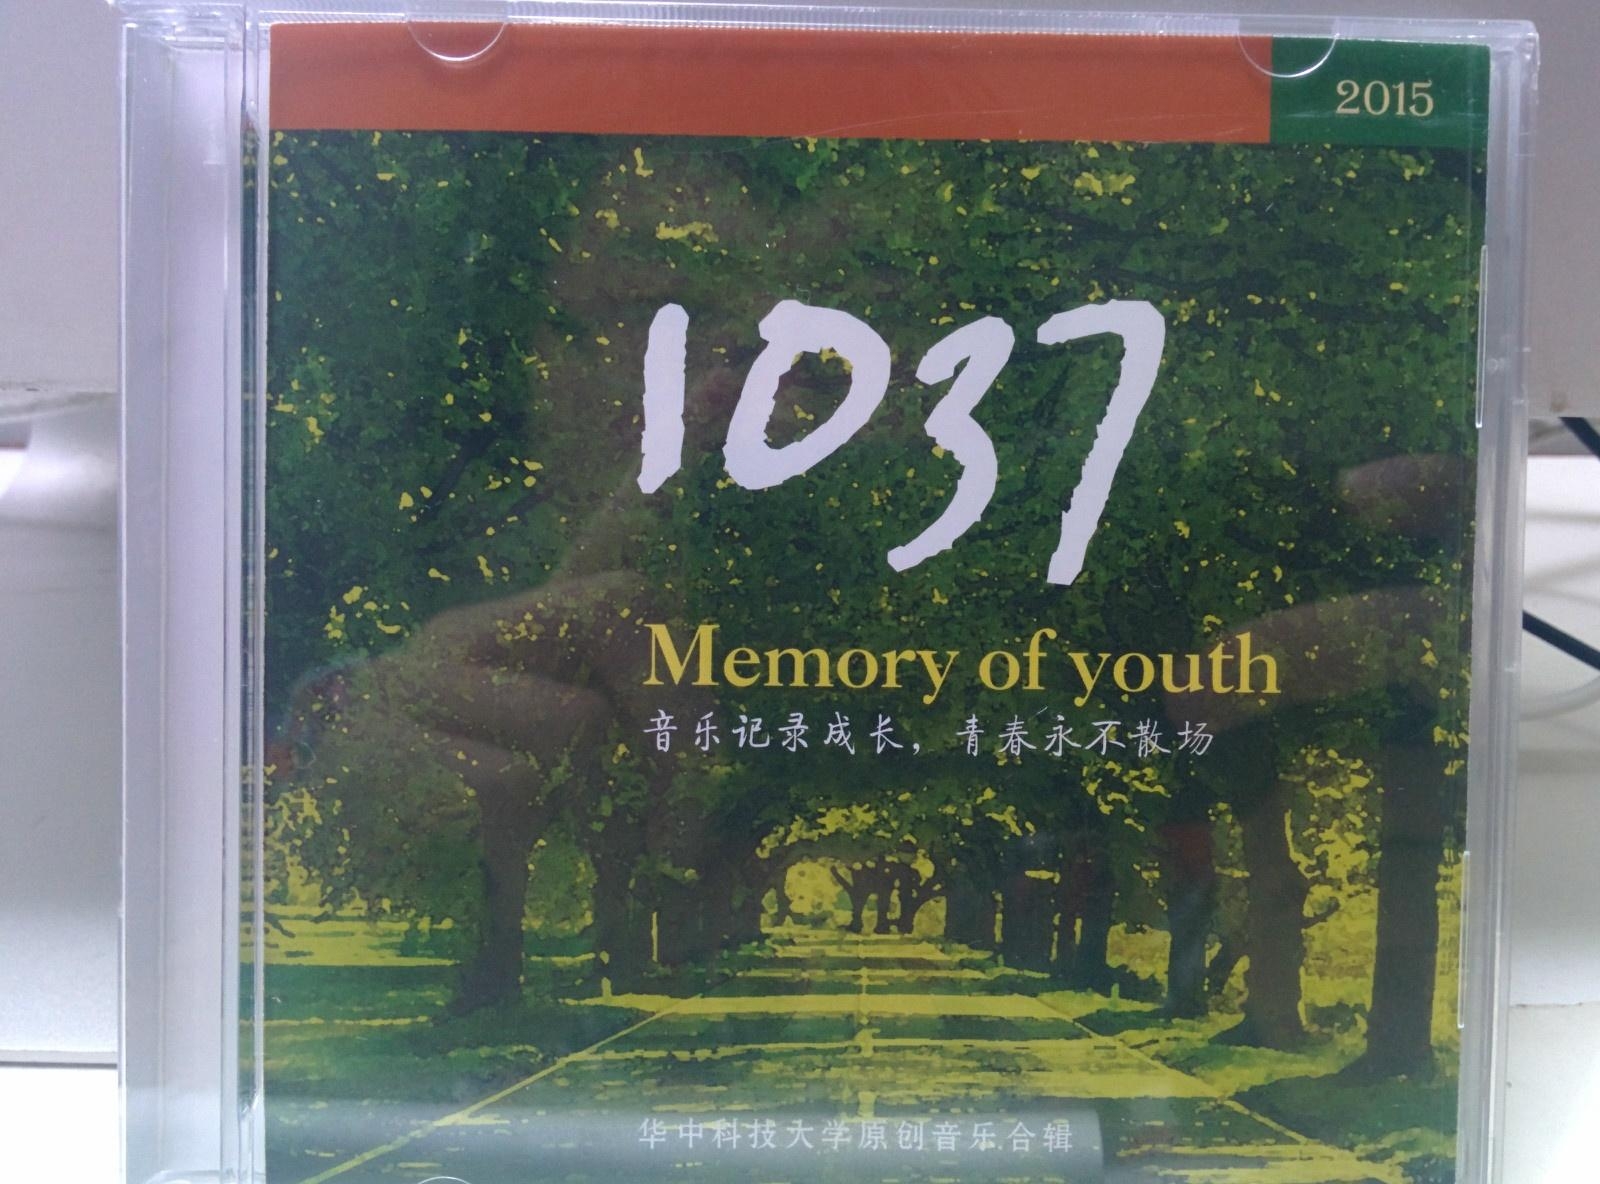 2015
1037
Memory of youth
音乐记录成长，青春永不散场
华中科技大学原创音乐合辑